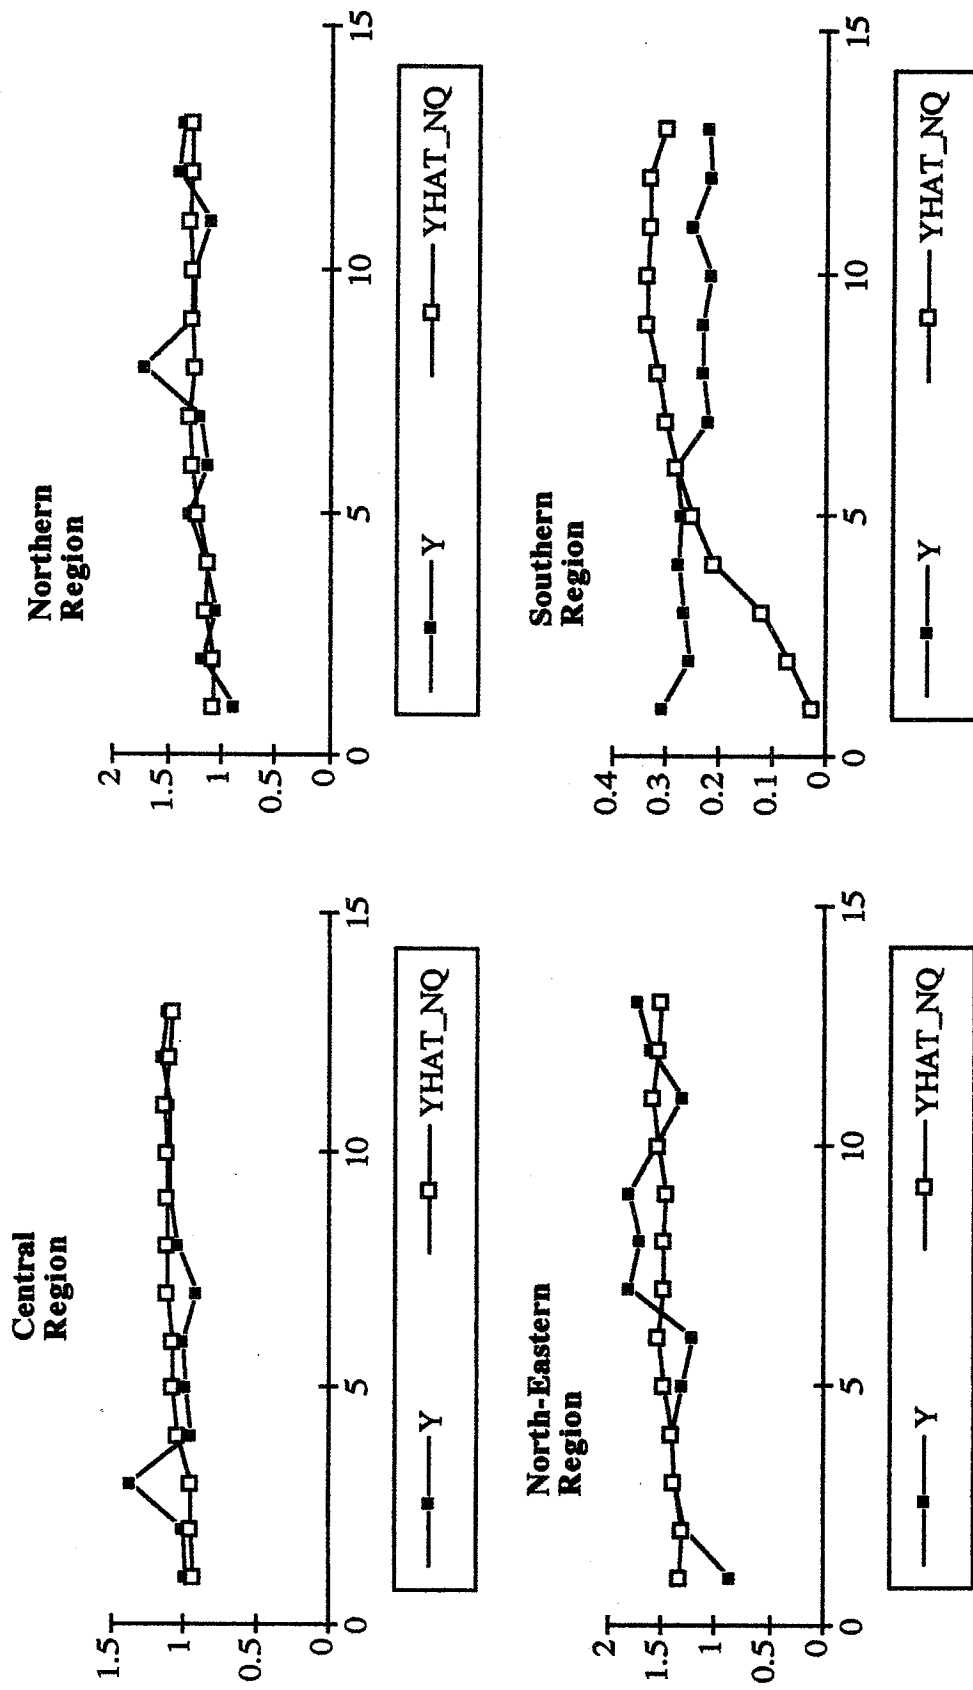 Central
Region
1.5
1
0.5
0
0
5
10
15
Y
YHAT_NQ
Northern
Region
2
1.5
1
0.5
0
0
5
10
15
Y
YHAT_NQ
North-Eastern
Region
2
1.5
1
0.5
0
0
5
10
15
Y
YHAT_NQ
Southern
Region
0.4
0.3
0.2
0.1
0
0
5
10
15
Y
YHAT_NQ